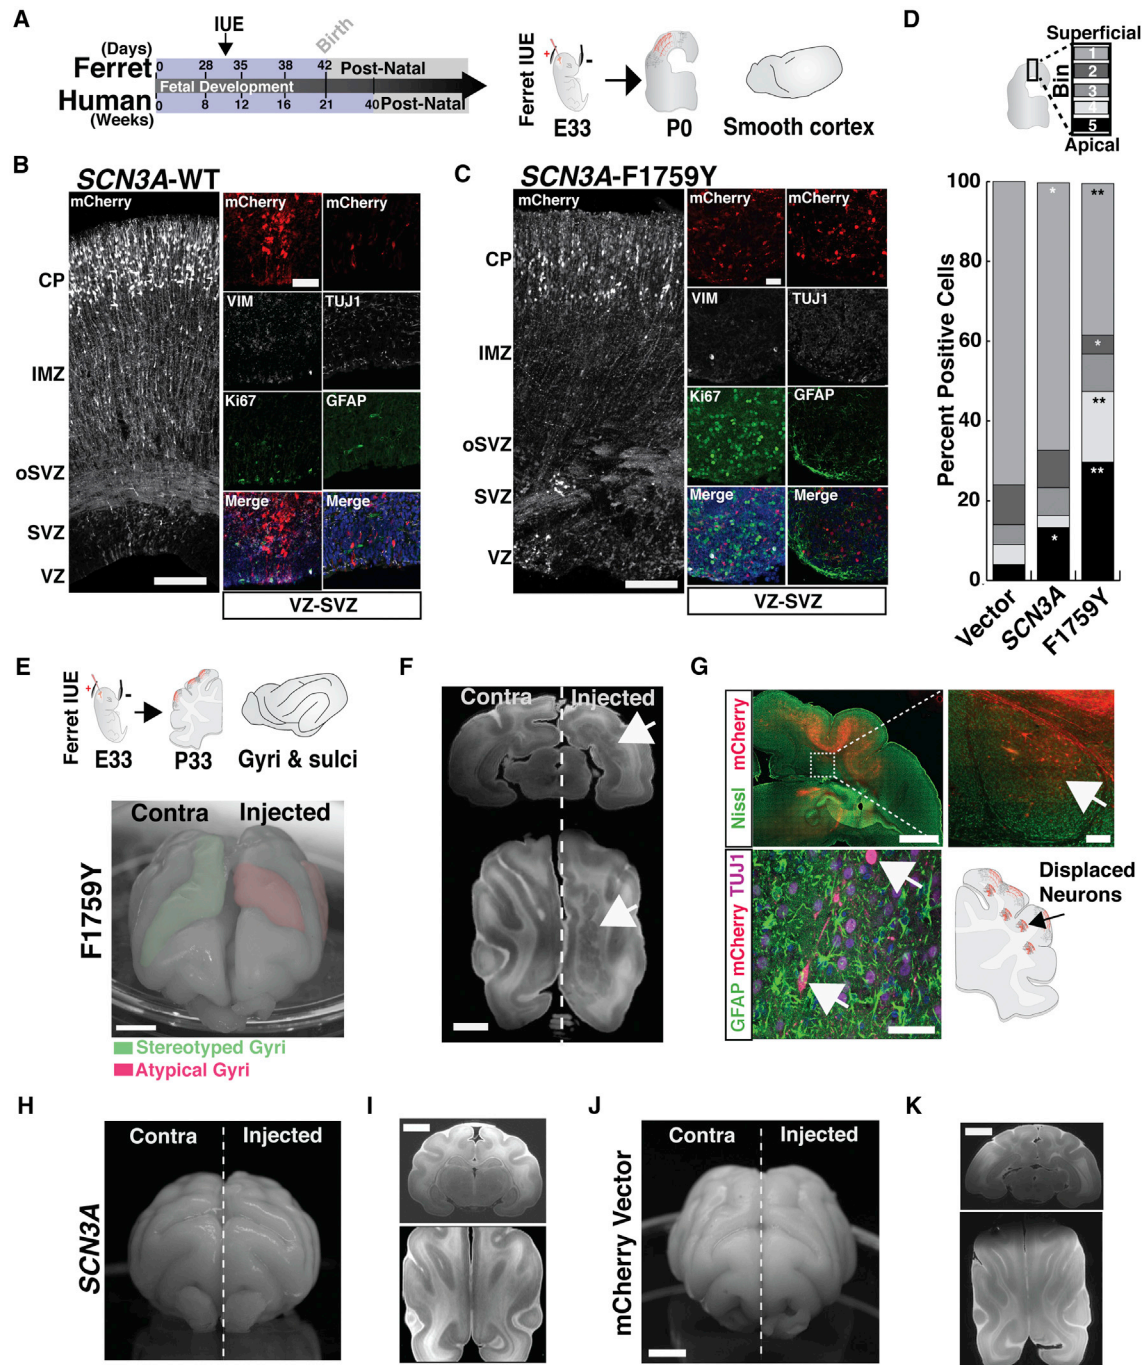 A
IUE
(Days)
Birth
Ferret
0 28 35 38 42 Post-Natal
Fetal Development
Human
0 8 12 16 21 40 Post-Natal
(Weeks)
Ferret IUE
+ -
E33 P0 Smooth cortex
D
Superficial
Bin
1
2
3
4
5
Apical
B
SCN3A-WT
mCherry
mCherry mCherry
VIM TUJ1
Ki67 GFAP
Merge Merge
CP
IMZ
oSVZ
SVZ
VZ
VZ-SVZ
C
SCN3A-F1759Y
mCherry
mCherry mCherry
VIM TUJ1
Ki67 GFAP
Merge Merge
CP
IMZ
oSVZ
SVZ
VZ
VZ-SVZ
Percent Positive Cells
100
80
60
40
20
0
* **
*
**
* **
Vector SCN3A F1759Y
E
Ferret IUE
+ -
E33 P33 Gyri & sulci
Contra Injected
F1759Y
Stereotyped Gyri
Atypical Gyri
F
Contra Injected
G
Nissl mCherry
GFAP mCherry TUJ1
Displaced
Neurons
H
SCN3A
Contra Injected
I
J
mCherry Vector
Contra Injected
K